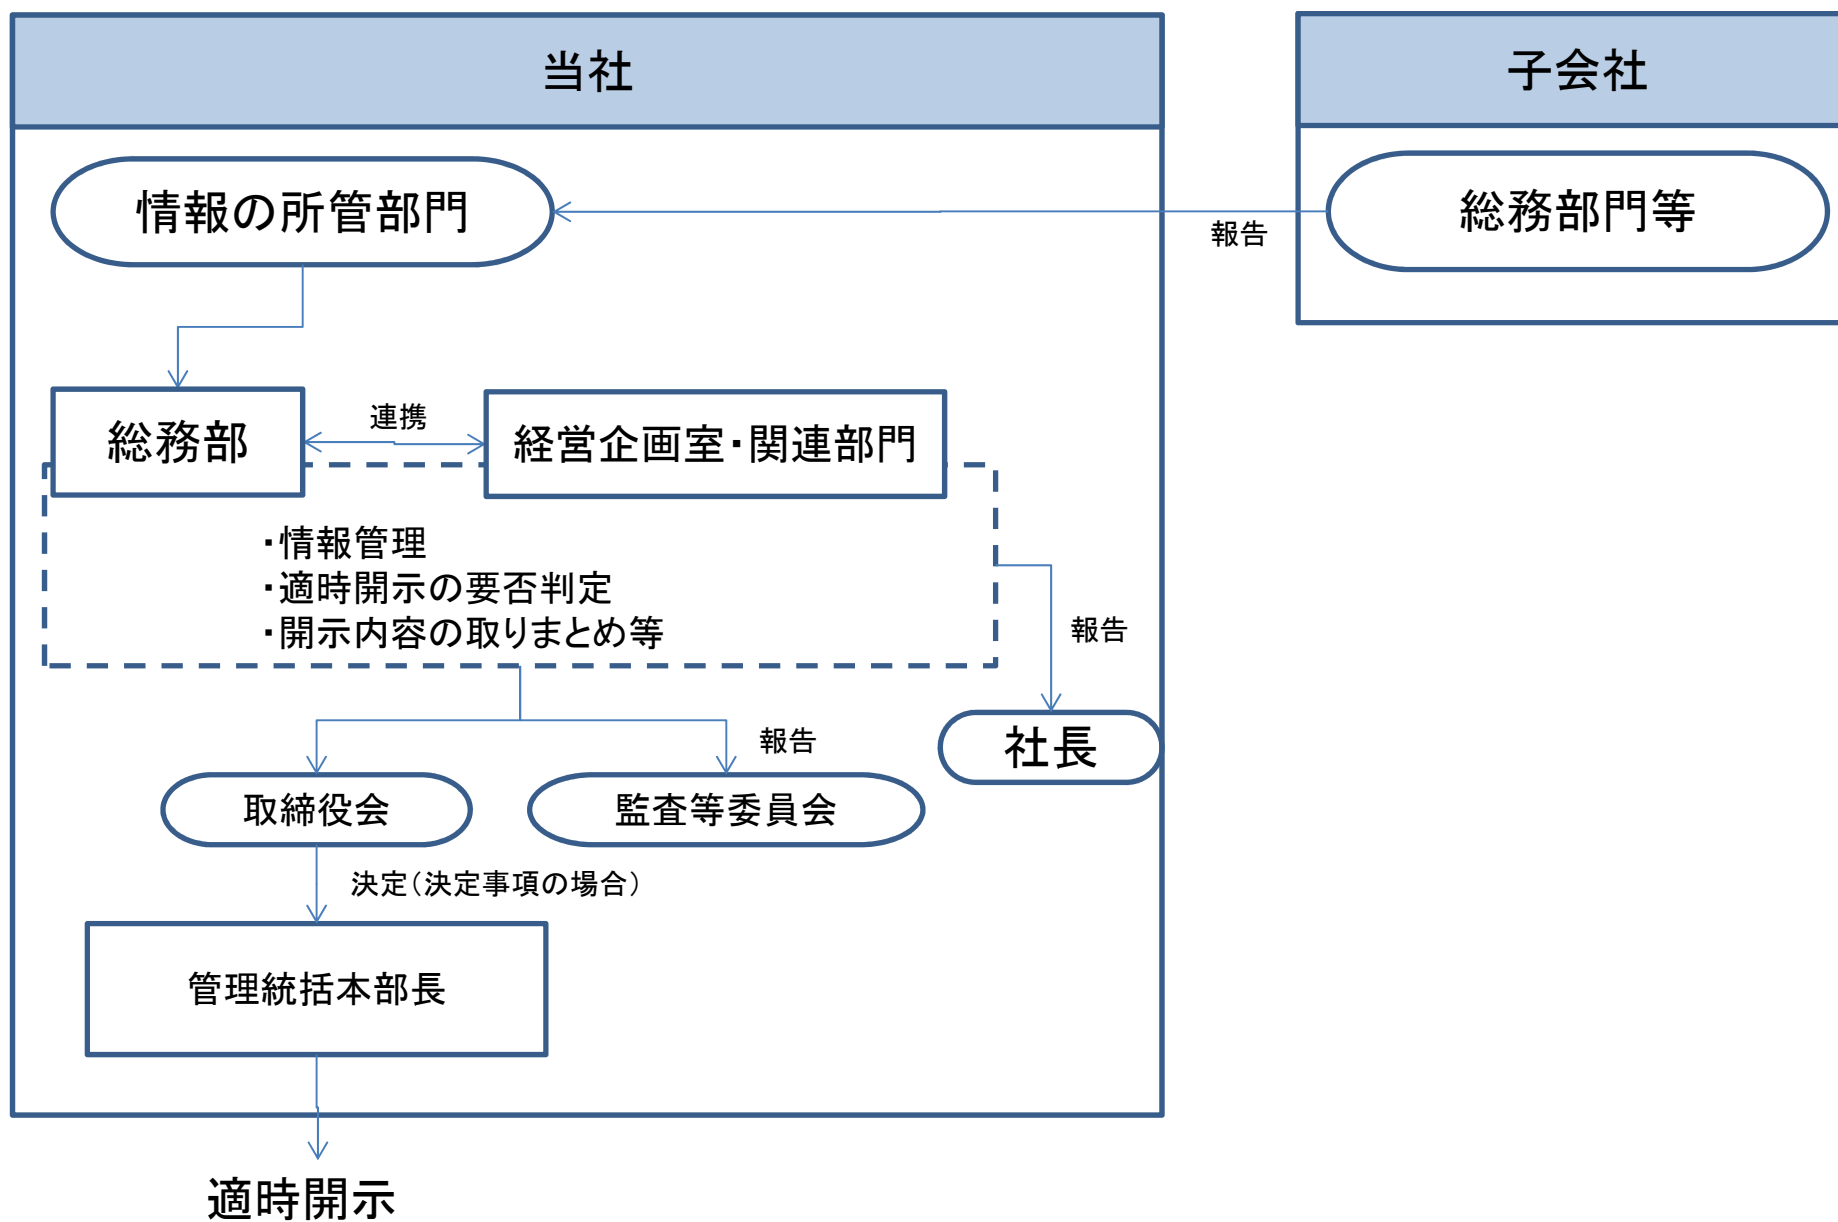 当社
子会社
情報の所管部門
総務部門等
報告
総務部
連携
経営企画室・関連部門
・情報管理
・適時開示の要否判定
・開示内容の取りまとめ等
報告
報告
社長
取締役会
監査等委員会
決定（決定事項の場合）
管理統括本部長
適時開示